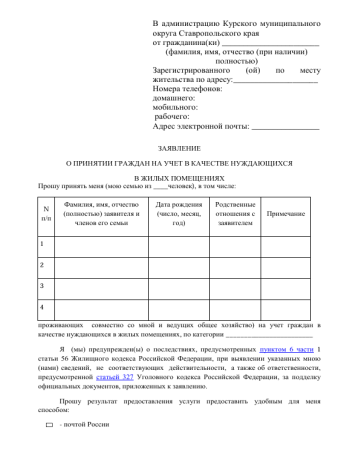 В администрацию Курского муниципального
округа Ставропольского края
от гражданина(ки) ________________________
(фамилия, имя, отчество (при наличии)
полностью)
Зарегистрированного (ой) по месту
жительства по адресу:_____________________
Номера телефонов:
домашнего:
мобильного:
рабочего:
Адрес электронной почты: _________________
ЗАЯВЛЕНИЕ
О ПРИНЯТИИ ГРАЖДАН НА УЧЕТ В КАЧЕСТВЕ НУЖДАЮЩИХСЯ
В ЖИЛЫХ ПОМЕЩЕНИЯХ
Прошу принять меня (мою семью из ____человек), в том числе:
N п/п
Фамилия, имя, отчество (полностью) заявителя и членов его семьи
Дата рождения (число, месяц, год)
Родственные отношения с заявителем
Примечание
1
2
3
4
проживающих совместно со мной и ведущих общее хозяйство) на учет граждан в
качестве нуждающихся в жилых помещениях, по категории _________________________
Я (мы) предупрежден(ы) о последствиях, предусмотренных пунктом 6 части 1
статьи 56 Жилищного кодекса Российской Федерации, при выявлении указанных мною
(нами) сведений, не соответствующих действительности, а также об ответственности,
предусмотренной статьей 327 Уголовного кодекса Российской Федерации, за подделку
официальных документов, приложенных к заявлению.
Прошу результат предоставления услуги предоставить удобным для меня
способом:
- почтой России